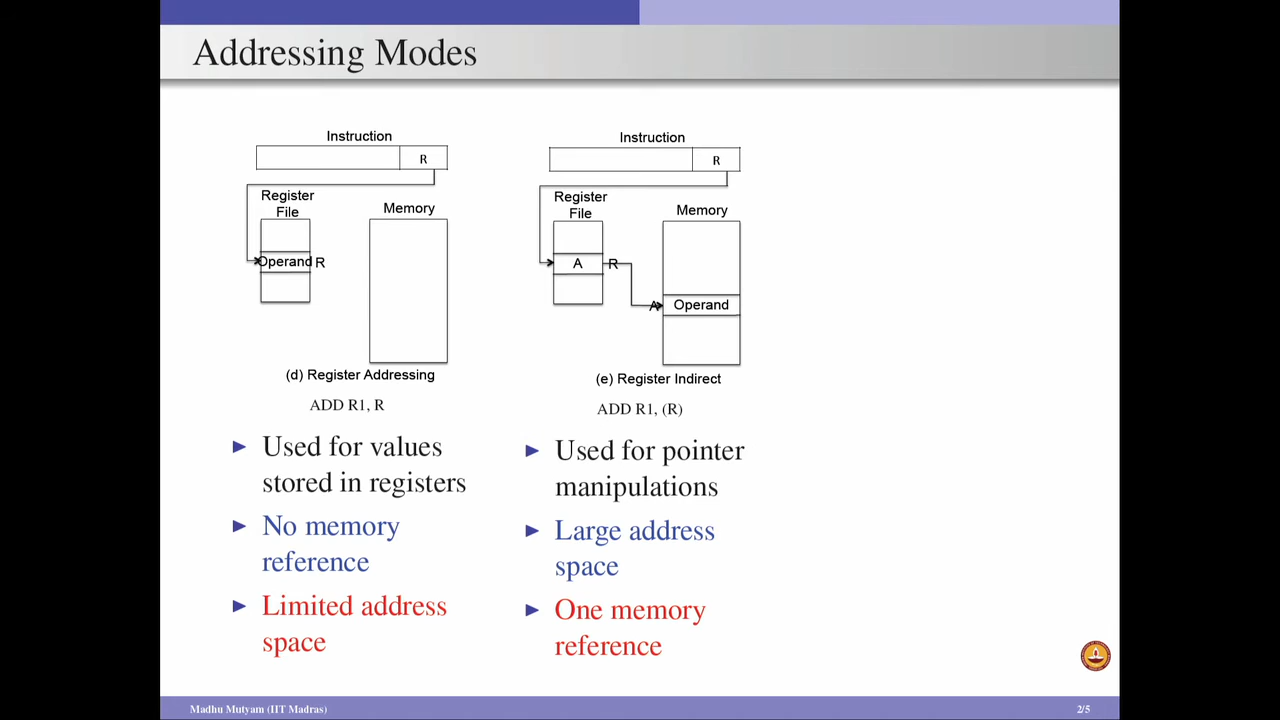 Addressing Modes
Instruction
R
Register
File
Memory
Operand R
(d) Register Addressing
ADD R1, R
Used for values
stored in registers
No memory
reference
Limited address
space
Instruction
R
Register
File
Memory
A
R
A
Operand
(e) Register Indirect
ADD R1, (R)
Used for pointer
manipulations
Large address
space
One memory
reference
Madhu Mutyam (IIT Madras)
2/5